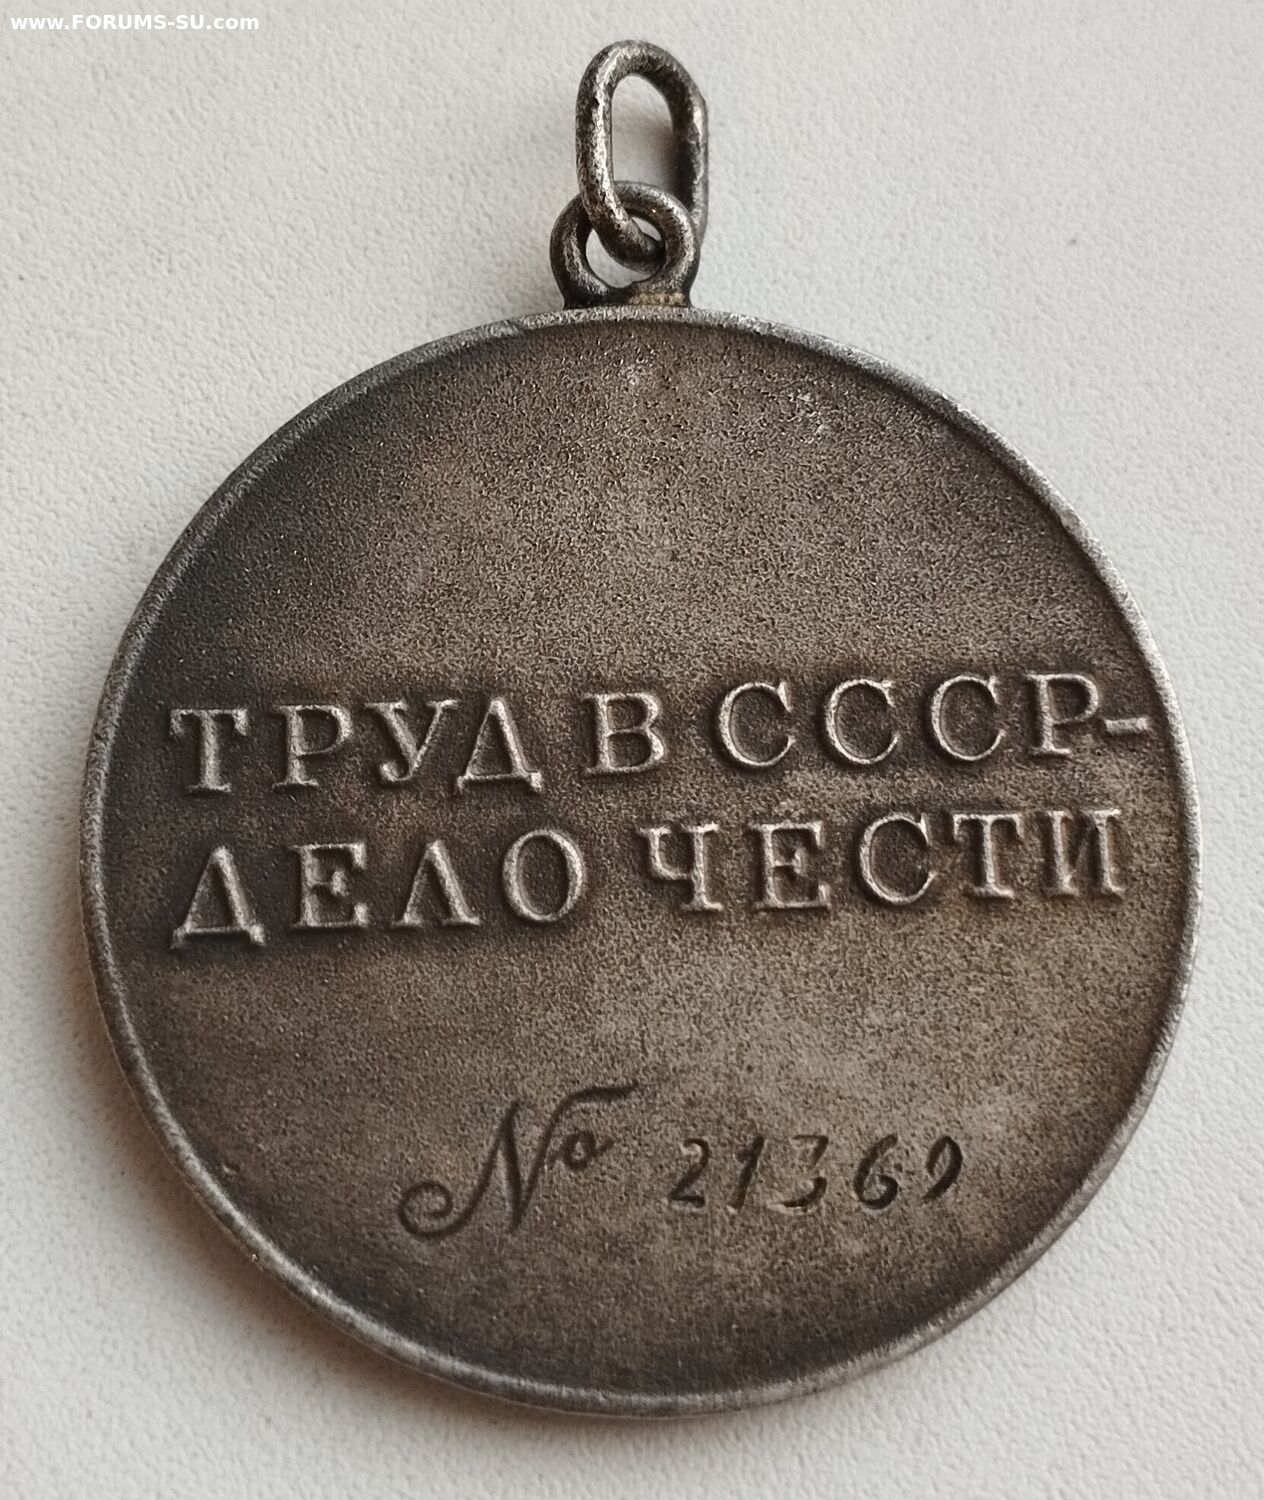 www.FORUMS-SU.com
ТРУД В СССР-
ДЕЛО ЧЕСТИ
№ 21369